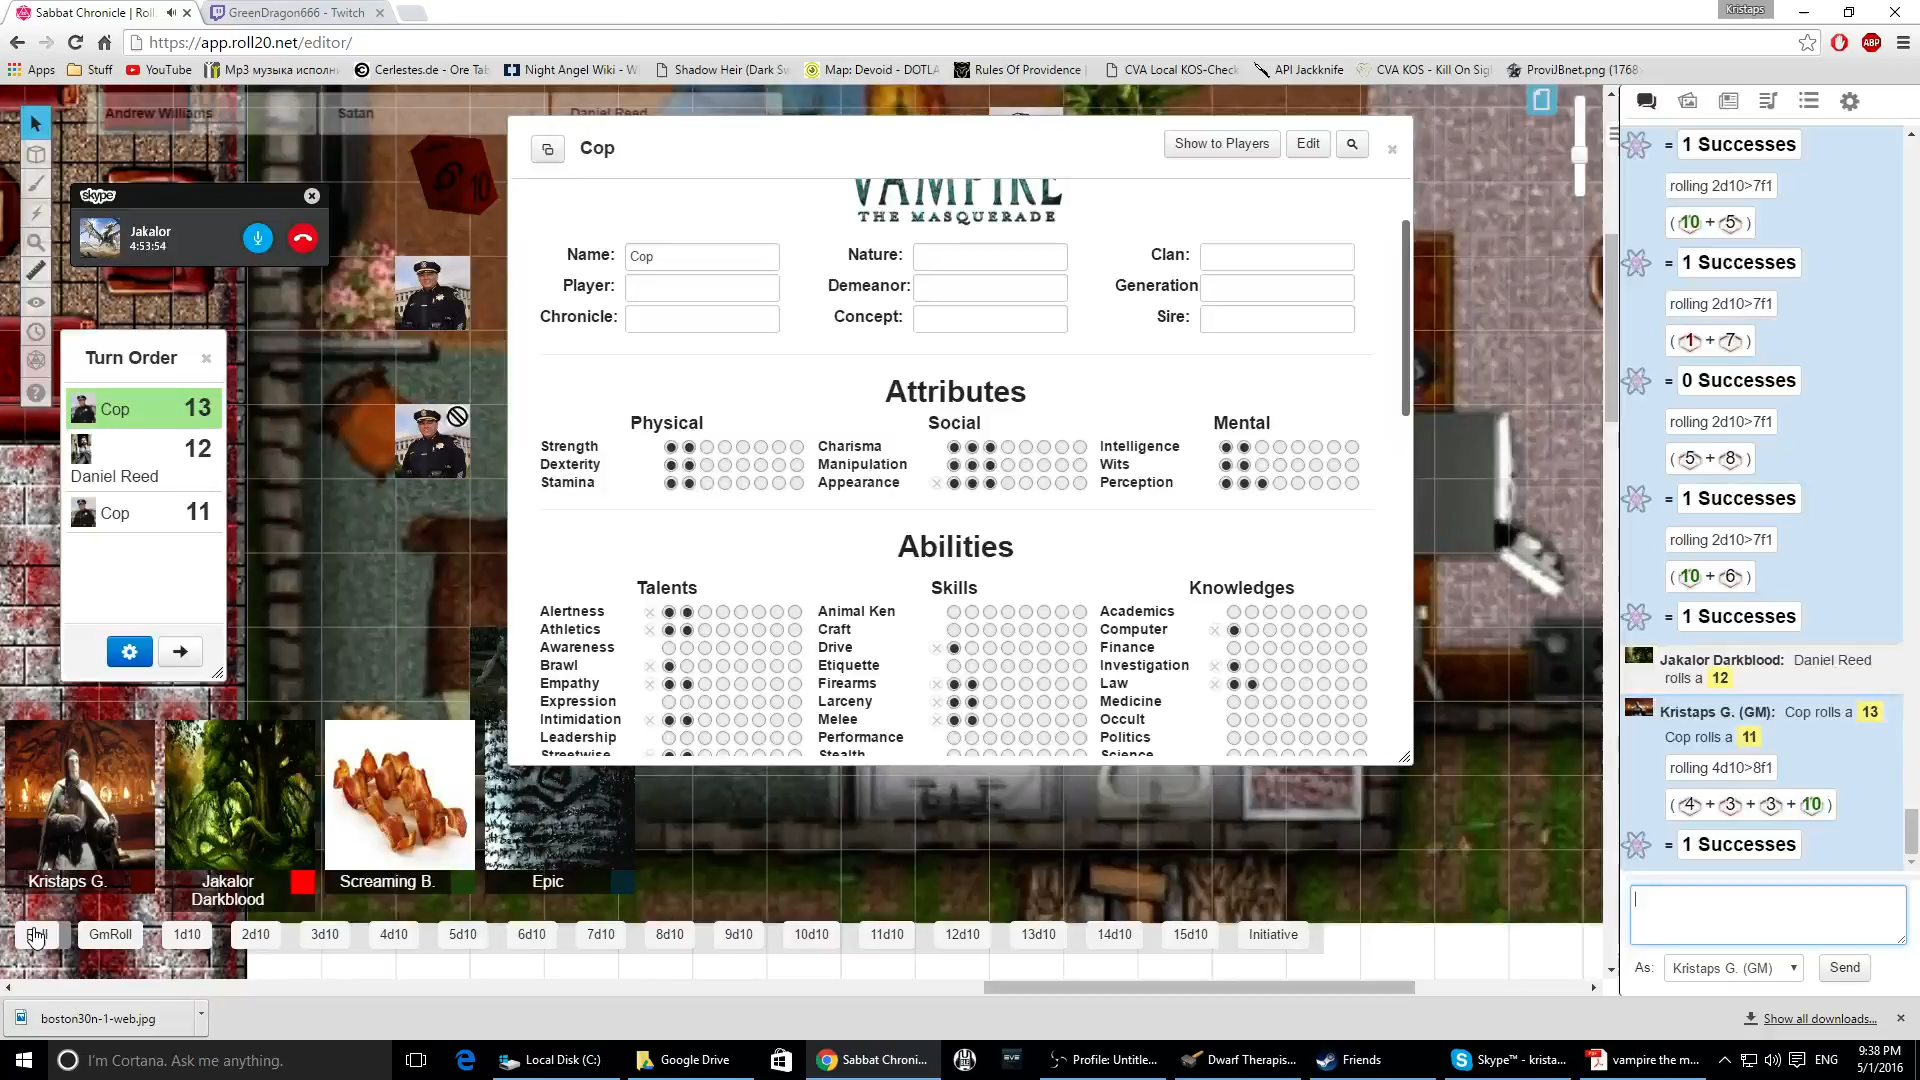 Sabbat Chronicle | Roll
GreenDragon666 - Twitch
Kristaps
https://app.roll20.net/editor/
Apps
Stuff
YouTube
Mp3 музыка исполн
Cerlestes.de - Ore Tab
Night Angel Wiki - W
Shadow Heir (Dark Sw
Map: Devoid - DOTLA
Rules Of Providence
CVA Local KOS-Check
API Jackknife
CVA KOS - Kill On Sigh
ProviJBnet.png (1768
ABP
Andrew Williams
Satan
Daniel Reed
skype
Jakalor
4:53:54
Turn Order
Cop 13
12
Daniel Reed
Cop 11
Cop
Show to Players
Edit
VAMPIRE
THE MASQUERADE
Name: Cop
Nature:
Clan:
Player:
Demeanor:
Generation
Chronicle:
Concept:
Sire:
Attributes
Physical
Social
Mental
Strength
Charisma
Intelligence
Dexterity
Manipulation
Wits
Stamina
Appearance
Perception
Abilities
Talents
Skills
Knowledges
Alertness
Animal Ken
Academics
Athletics
Craft
Computer
Awareness
Drive
Finance
Brawl
Etiquette
Investigation
Empathy
Firearms
Law
Expression
Larceny
Medicine
Intimidation
Melee
Occult
Leadership
Performance
Politics
Streetwise
Stealth
Science
= 1 Successes
rolling 2d10>7f1
(10 + 5)
= 1 Successes
rolling 2d10>7f1
(1 + 7)
= 0 Successes
rolling 2d10>7f1
(5 + 8)
= 1 Successes
rolling 2d10>7f1
(10 + 6)
= 1 Successes
Jakalor Darkblood: Daniel Reed
rolls a 12
Kristaps G. (GM): Cop rolls a 13
Cop rolls a 11
rolling 4d10>8f1
(4 + 3 + 3 + 10)
= 1 Successes
As: Kristaps G. (GM)
Send
Kristaps G.
Jakalor
Darkblood
Screaming B.
Epic
GmRoll
1d10
2d10
3d10
4d10
5d10
6d10
7d10
8d10
9d10
10d10
11d10
12d10
13d10
14d10
15d10
Initiative
boston30n-1-web.jpg
Show all downloads...
I'm Cortana. Ask me anything.
Local Disk (C:)
Google Drive
Sabbat Chroni...
Profile: Untitle...
Dwarf Therapis...
Friends
Skype™ - krista...
vampire the m...
ENG
9:38 PM
5/1/2016